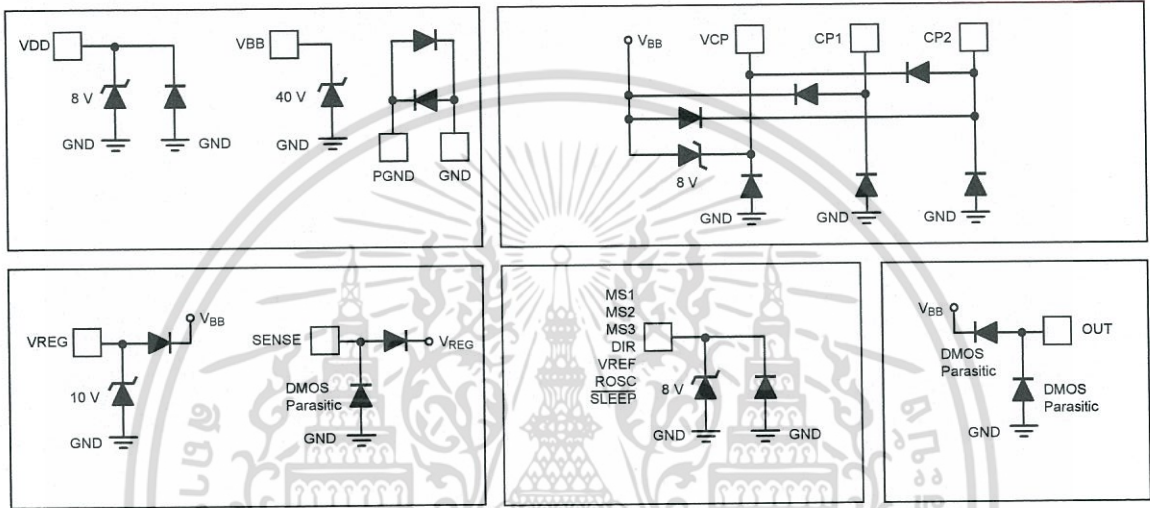 VDD
8 V
GND
GND
VBB
40 V
GND
PGND
GND
VBB
VCP
CP1
CP2
8 V
GND
GND
GND
VREG
10 V
GND
VBB
SENSE
VREG
DMOS
Parasitic
GND
MS1
MS2
MS3
DIR
VREF
ROSC
SLEEP
8 V
GND
GND
VBB
DMOS
Parasitic
OUT
DMOS
Parasitic
GND